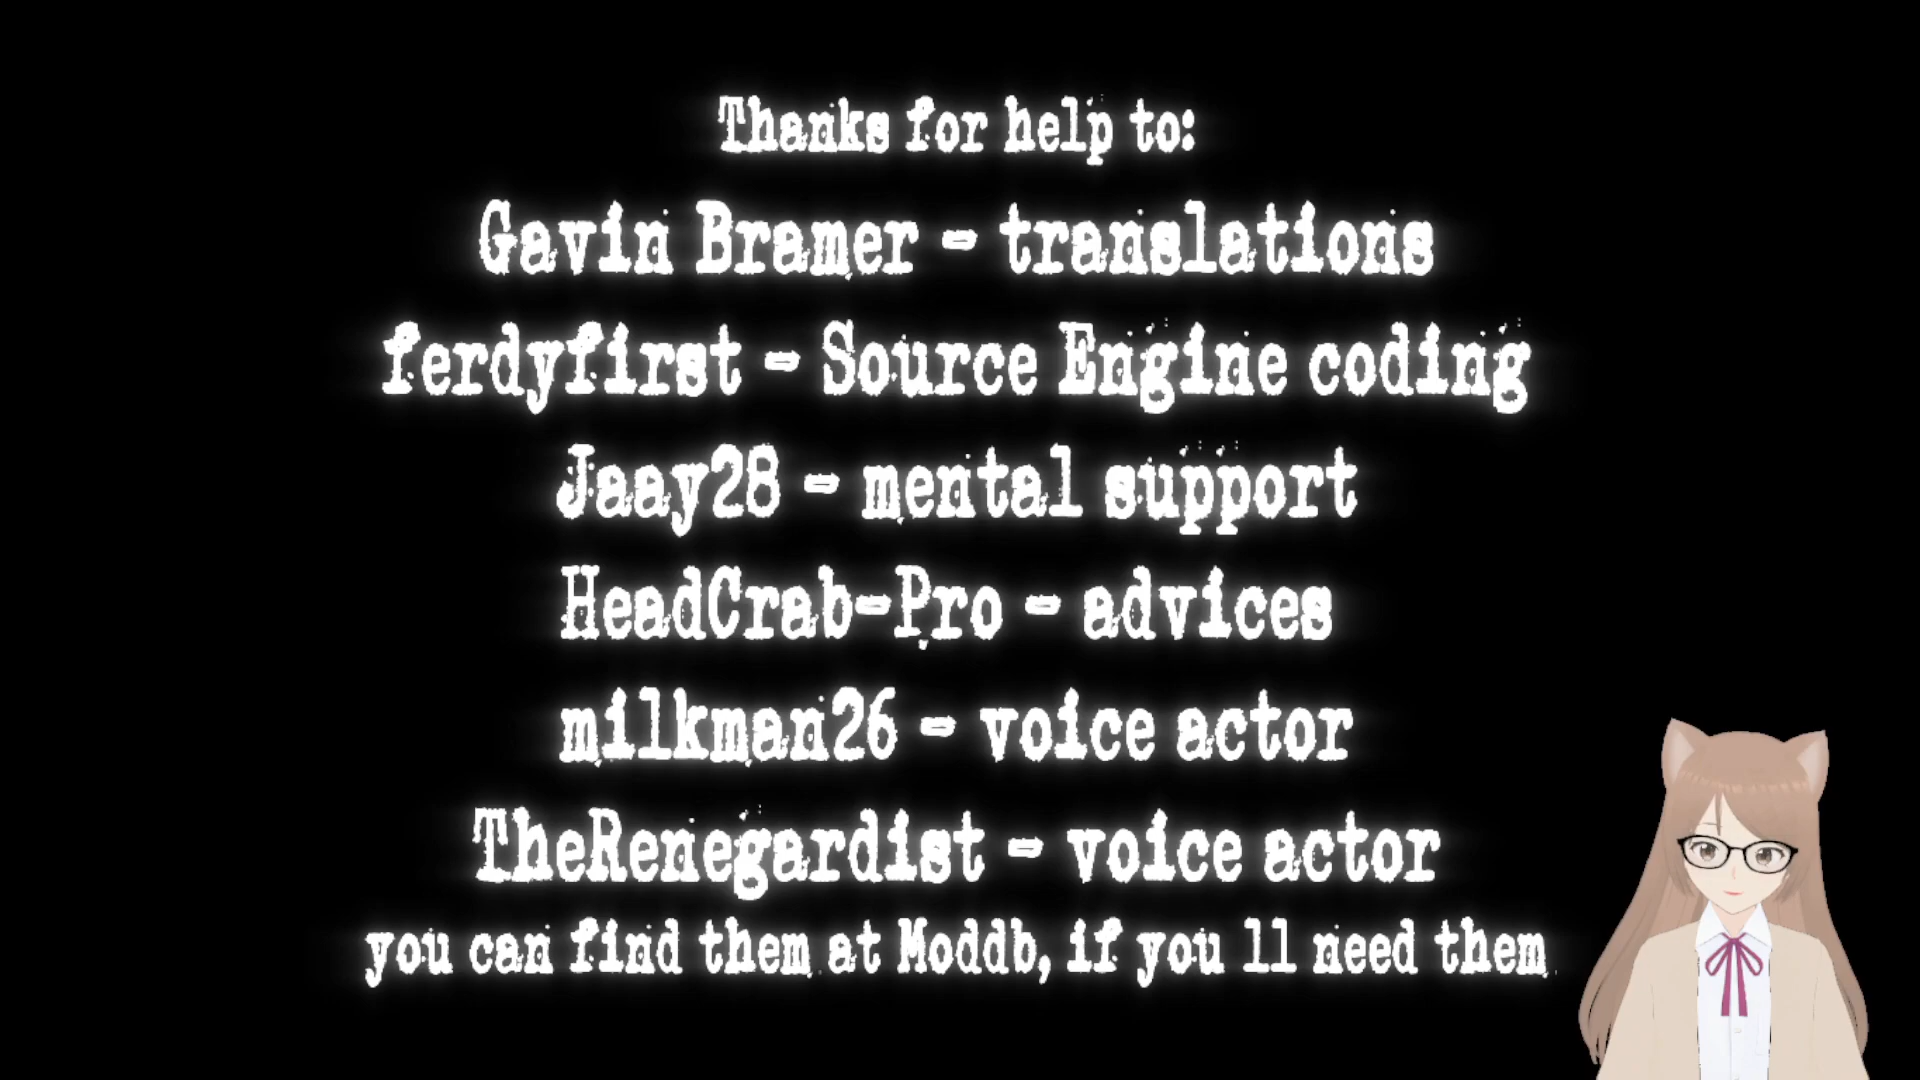 Thanks for help to:
Gavin Bramer - translations
ferdyfirst - Source Engine coding
Jaay28 - mental support
HeadCrab-Pro - advices
milkman26 - voice actor
TheRenegardist - voice actor
you can find them at Moddb, if you ll need them